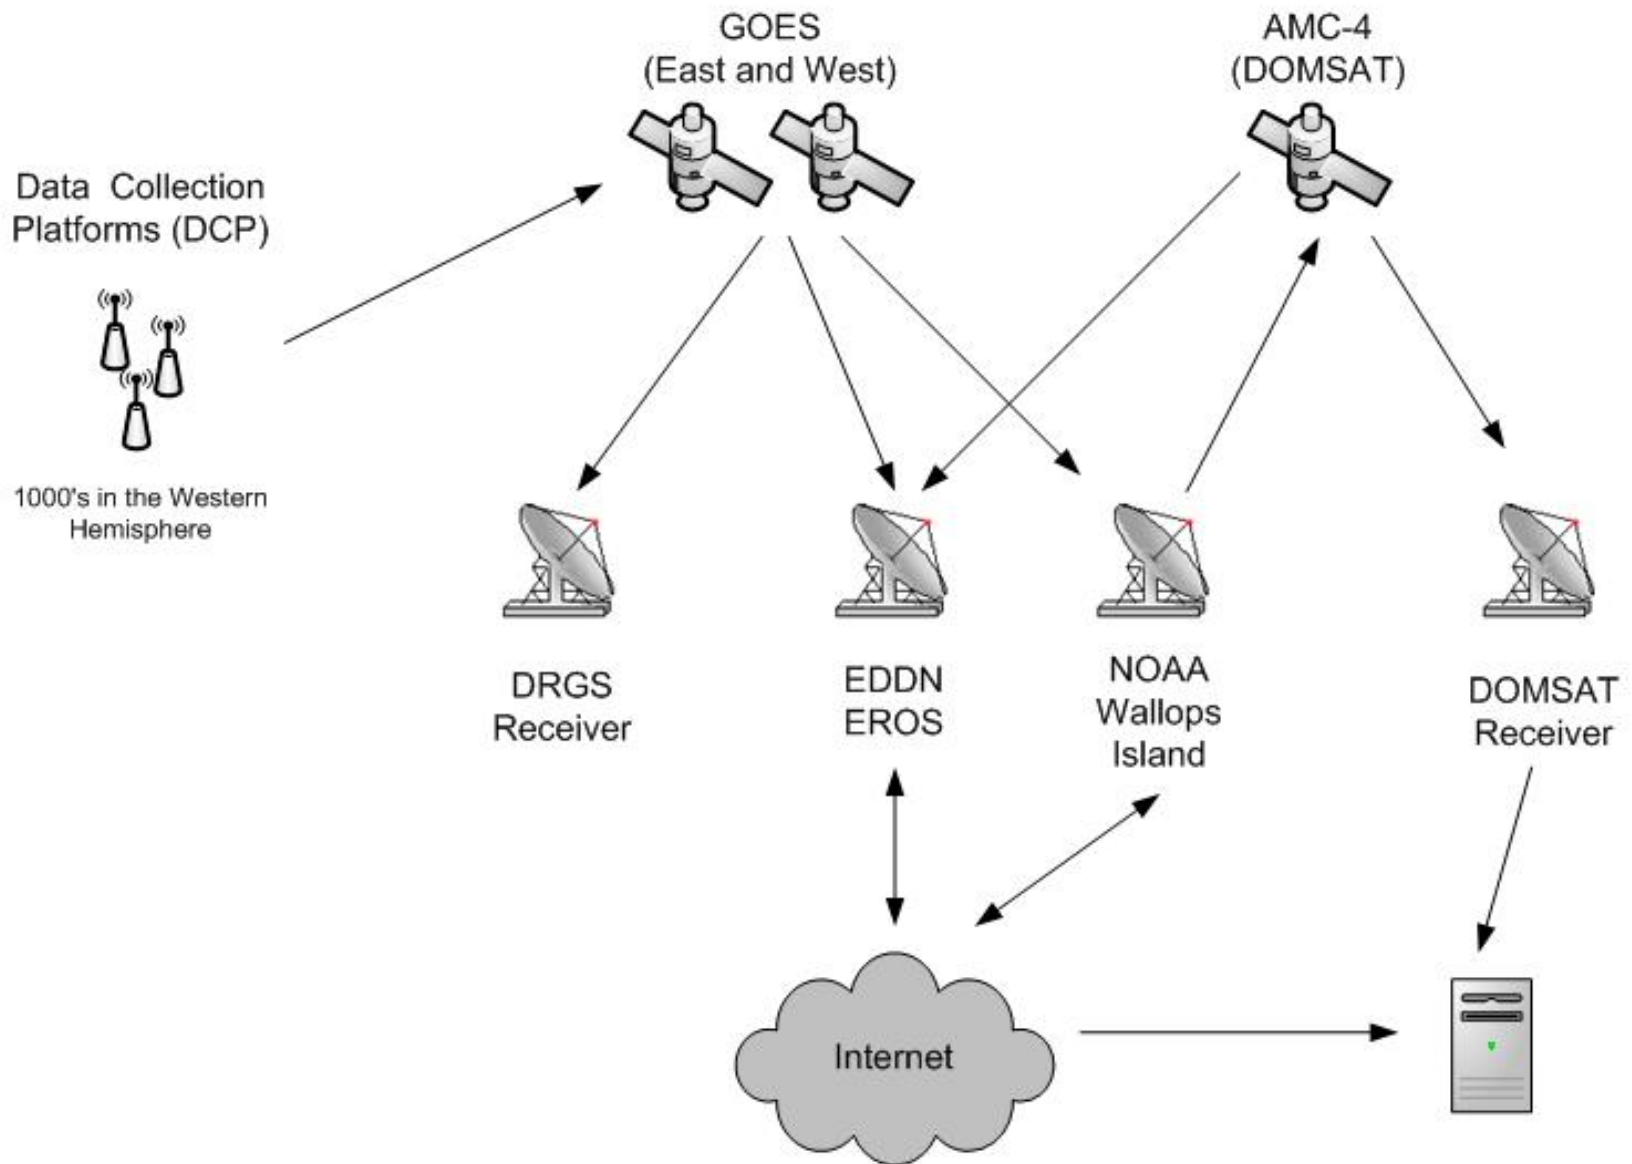 GOES
(East and West)
AMC-4
(DOMSAT)
Data Collection
Platforms (DCP)
1000's in the Western
Hemisphere
DRGS
Receiver
EDDN
EROS
NOAA
Wallops
Island
DOMSAT
Receiver
Internet